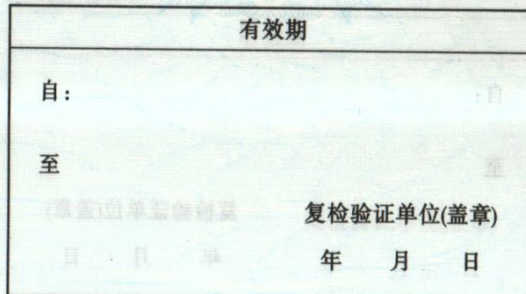 有效期
自：
至
复检验证单位(盖章)
年 月 日